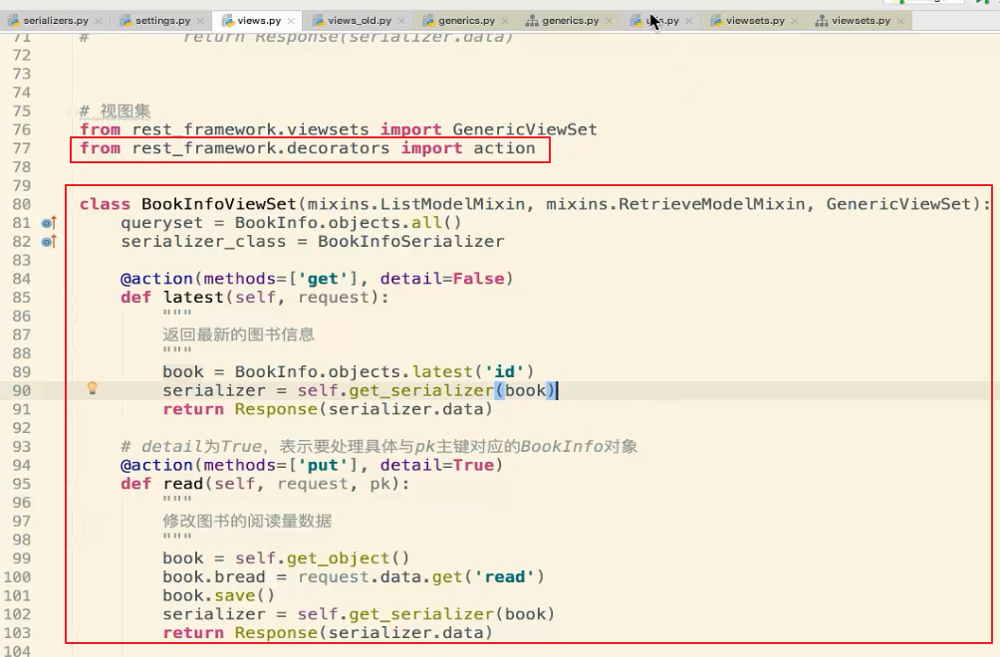 serializers.py settings.py views.py views_old.py generics.py generics.py .py viewsets.py viewsets.py
71 # return Response(serializer.data)
72
73
74
75 # 视图集
76 from rest_framework.viewsets import GenericViewSet
77 from rest_framework.decorators import action
78
79
80 class BookInfoViewSet(mixins.ListModelMixin, mixins.RetrieveModelMixin, GenericViewSet):
81 queryset = BookInfo.objects.all()
82 serializer_class = BookInfoSerializer
83
84 @action(methods=['get'], detail=False)
85 def latest(self, request):
86 """
87 返回最新的图书信息
88 """
89 book = BookInfo.objects.latest('id')
90 serializer = self.get_serializer(book)
91 return Response(serializer.data)
92
93 # detail为True，表示要处理具体与pk主键对应的BookInfo对象
94 @action(methods=['put'], detail=True)
95 def read(self, request, pk):
96 """
97 修改图书的阅读量数据
98 """
99 book = self.get_object()
100 book.bread = request.data.get('read')
101 book.save()
102 serializer = self.get_serializer(book)
103 return Response(serializer.data)
104